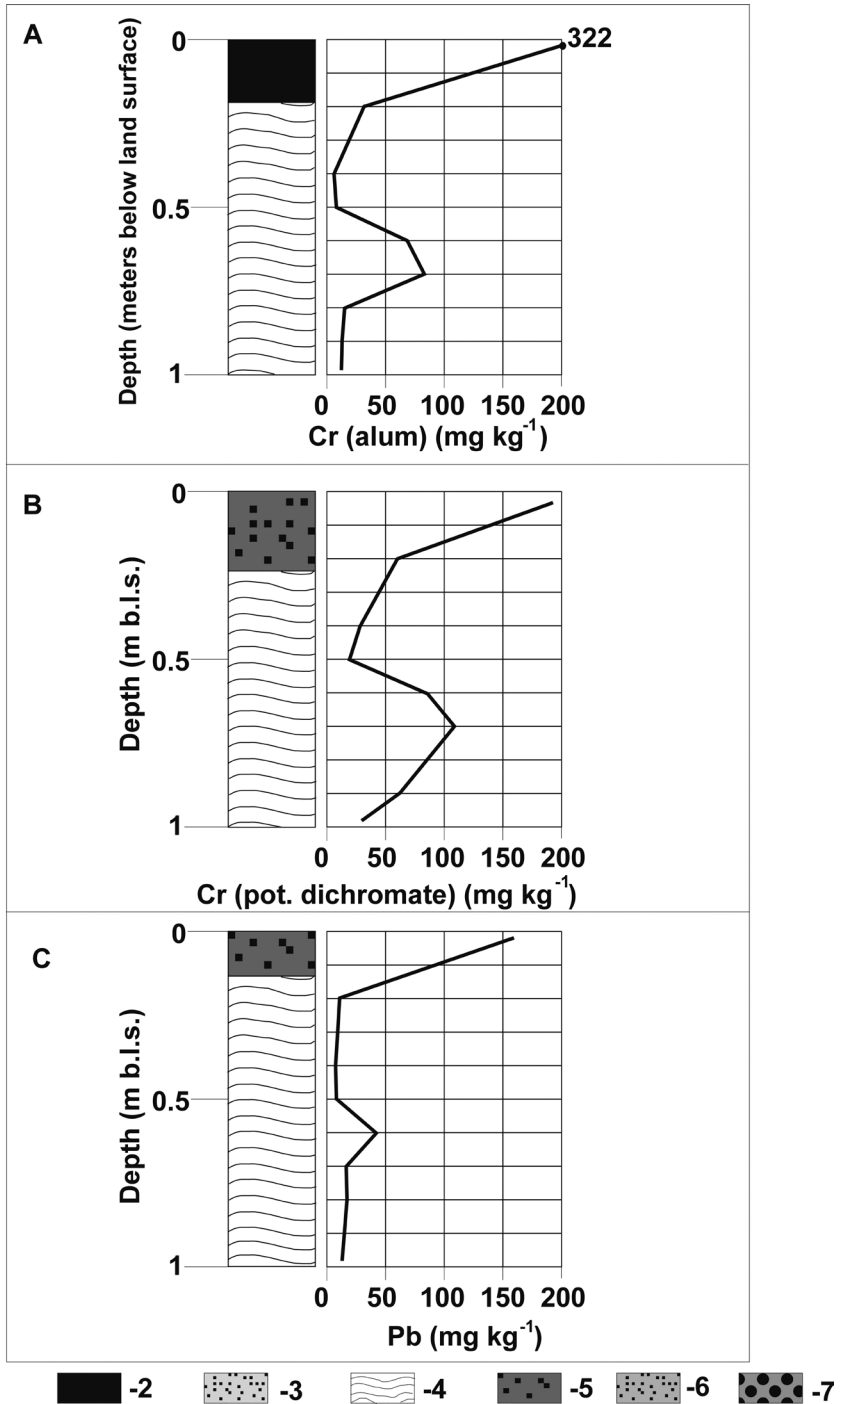 A
Depth (meters below land surface)
0
0.5
1
322
0 50 100 150 200
Cr (alum) (mg kg-1)
B
Depth (m b.l.s.)
0
0.5
1
0 50 100 150 200
Cr (pot. dichromate) (mg kg-1)
C
Depth (m b.l.s.)
0
0.5
1
0 50 100 150 200
Pb (mg kg-1)
-2 -3 -4 -5 -6 -7